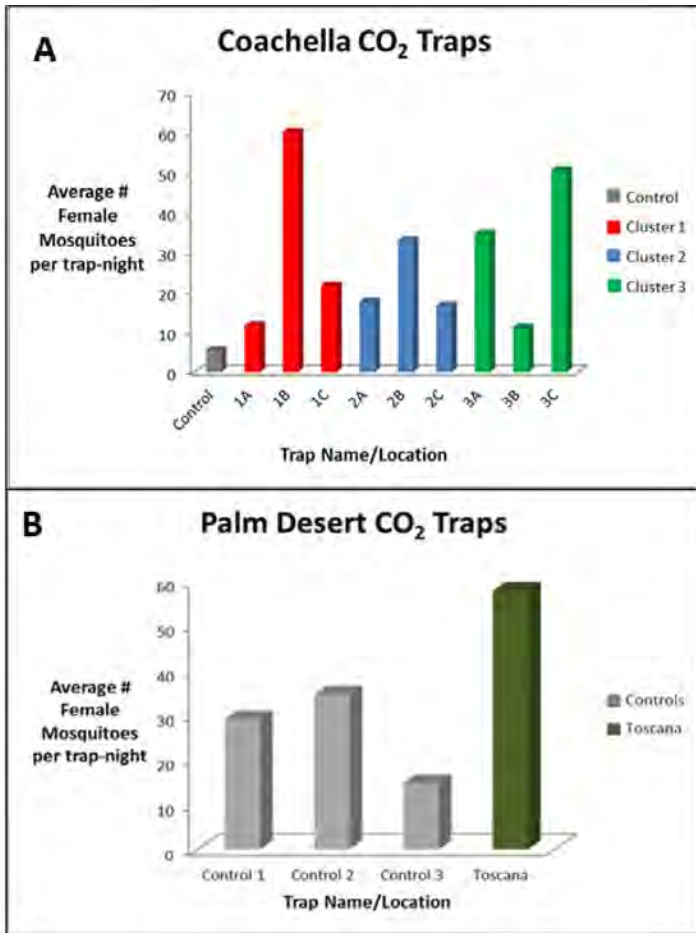 A
Coachella CO₂ Traps
70
60
50
40
30
20
10
0
Average #
Female
Mosquitoes
per trap-night
Control
Cluster 1
Cluster 2
Cluster 3
Control
1A
1B
1C
2A
2B
2C
3A
3B
3C
Trap Name/Location
B
Palm Desert CO₂ Traps
60
50
40
30
20
10
0
Average #
Female
Mosquitoes
per trap-night
Controls
Toscana
Control 1
Control 2
Control 3
Toscana
Trap Name/Location